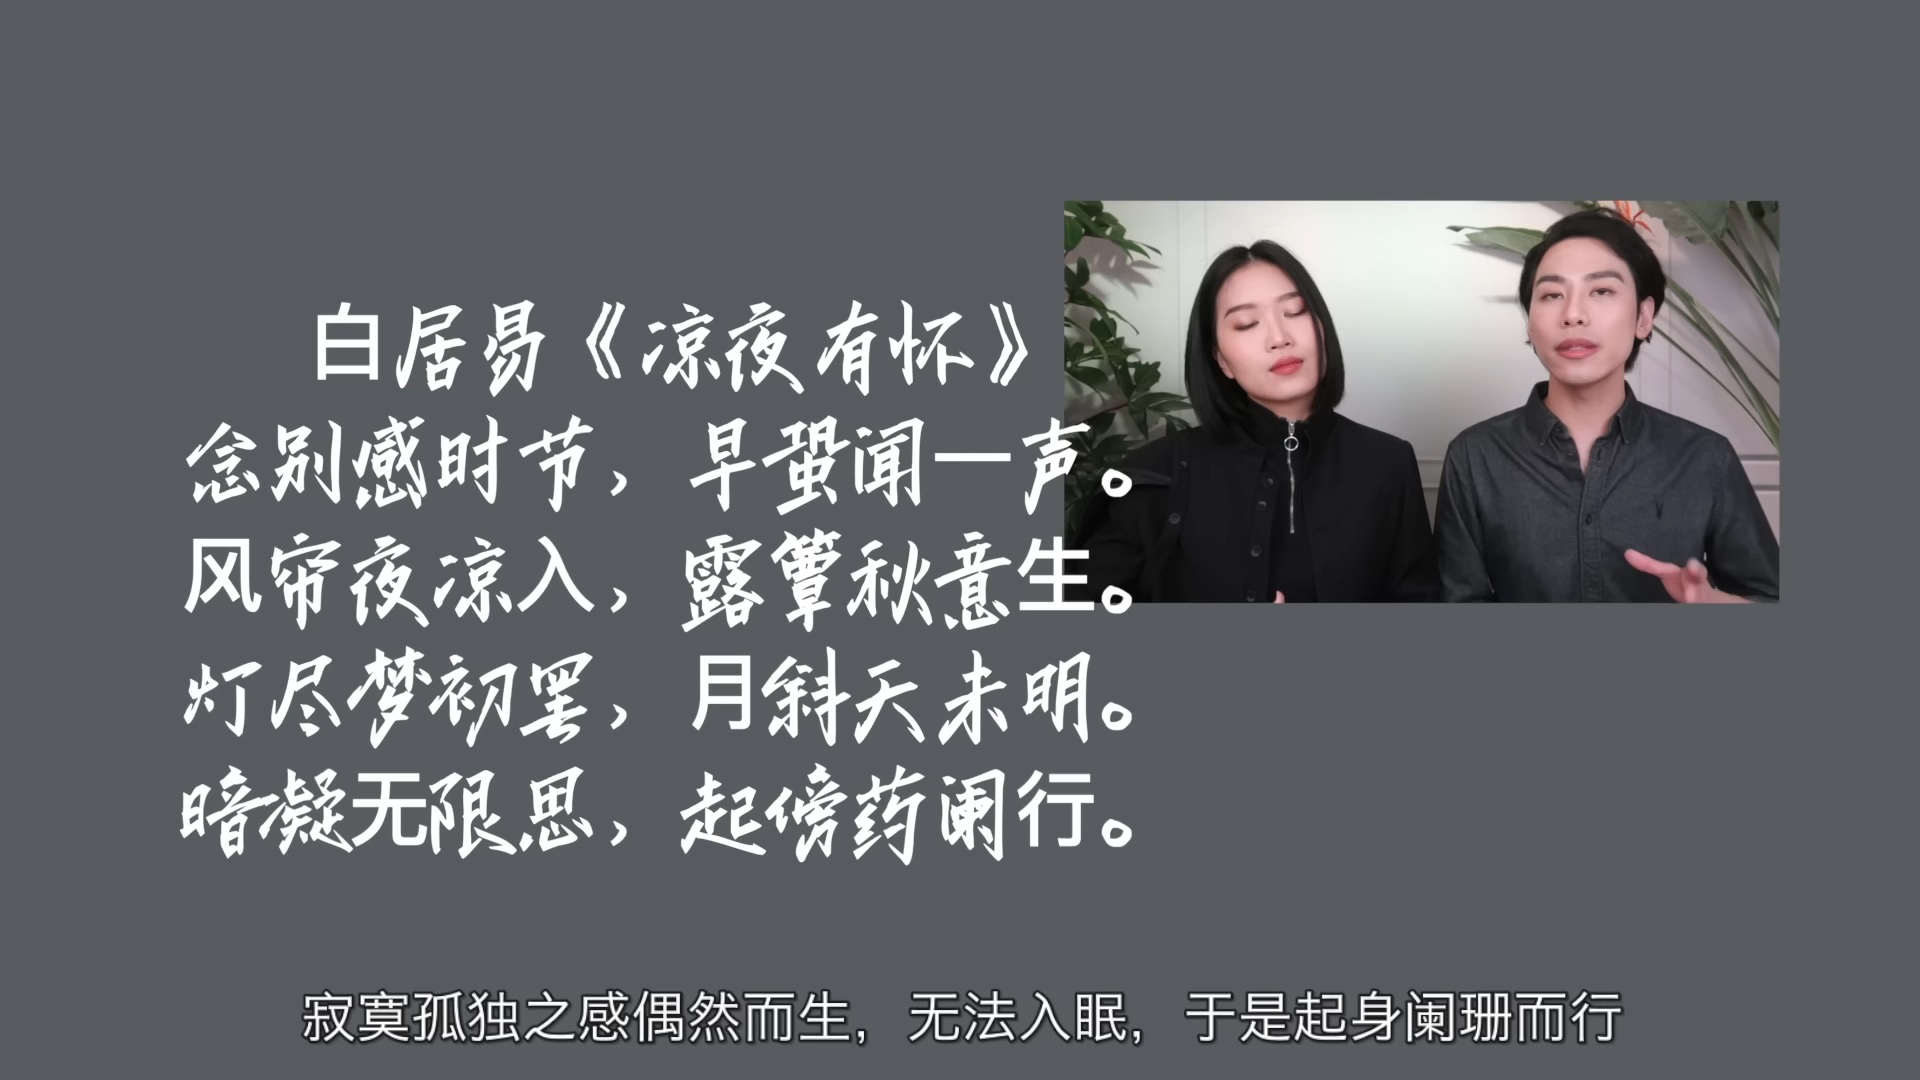 白居易《凉夜有怀》
念别感时节，早蛩闻一声。
风帘夜凉入，露簟秋意生。
灯尽梦初罢，月斜天未明。
暗凝无限思，起傍药阑行。
寂寞孤独之感偶然而生，无法入眠，于是起身阑珊而行